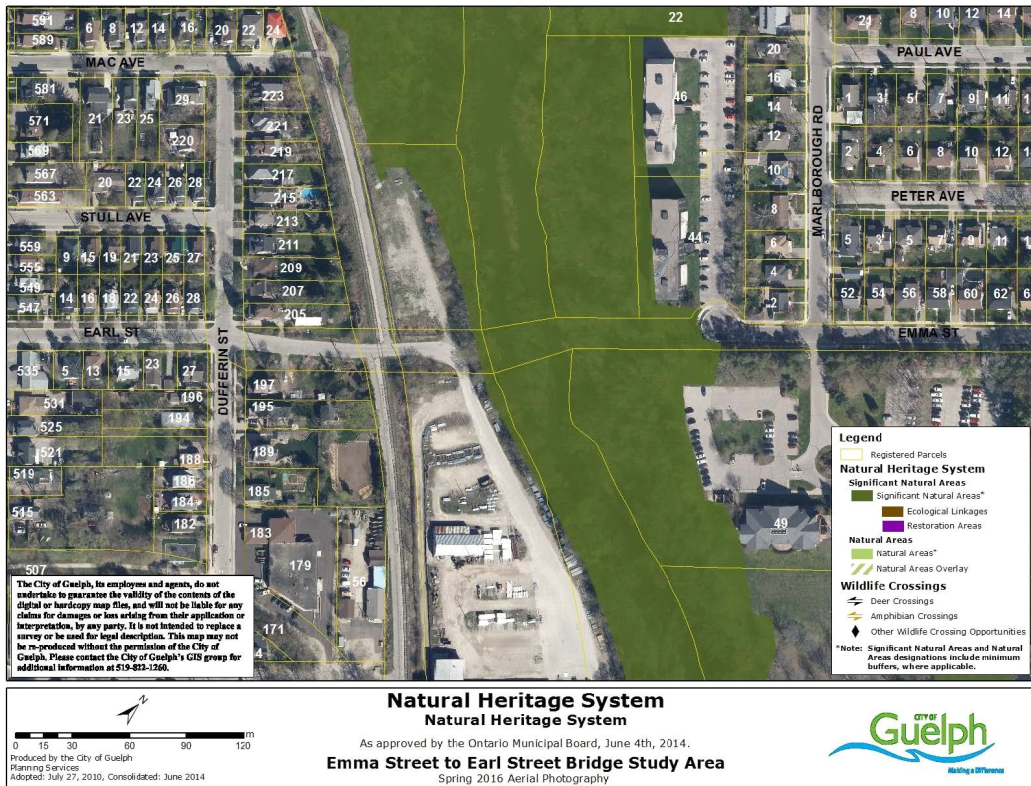 591
589
6
8
12
14
16
20
22
24
22
20
21
8
10
12
14
MAC AVE
PAUL AVE
581
571
569
21
23
25
29
220
223
221
219
46
16
14
12
10
8
6
4
2
44
MARLBOROUGH RD
1
3
5
7
9
11
2
4
6
8
10
12
567
563
20
22
24
26
28
217
215
213
211
209
207
205
STULL AVE
PETER AVE
559
555
549
547
9
15
19
21
23
25
27
14
16
18
22
24
26
28
5
3
5
7
9
11
52
54
56
58
60
62
EARL ST
EMMA ST
DUFFERIN ST
535
5
13
15
23
27
531
525
521
519
515
507
196
194
188
186
184
182
197
195
189
185
183
179
56
171
49
Legend
Registered Parcels
Natural Heritage System
Significant Natural Areas
Significant Natural Areas*
Ecological Linkages
Restoration Areas
Natural Areas
Natural Areas*
Natural Areas Overlay
Wildlife Crossings
Deer Crossings
Amphibian Crossings
Other Wildlife Crossing Opportunities
*Note: Significant Natural Areas and Natural
Areas designations include minimum
buffers, where applicable.
The City of Guelph, its employees and agents, do not
undertake to guarantee the validity of the contents of the
digital or hardcopy map files, and will not be liable for any
claims for damages or loss arising from their application or
interpretation, by any party. It is not intended to replace a
survey or be used for legal description. This map may not
be re-produced without the permission of the City of
Guelph. Please contact the City of Guelph's GIS group for
additional information at 519-822-1260.
N
0 15 30 60 90 120 m
Produced by the City of Guelph
Planning Services
Adopted: July 27, 2010, Consolidated: June 2014
Natural Heritage System
Natural Heritage System
As approved by the Ontario Municipal Board, June 4th, 2014.
Emma Street to Earl Street Bridge Study Area
Spring 2016 Aerial Photography
CITY OF
Guelph
Making a Difference